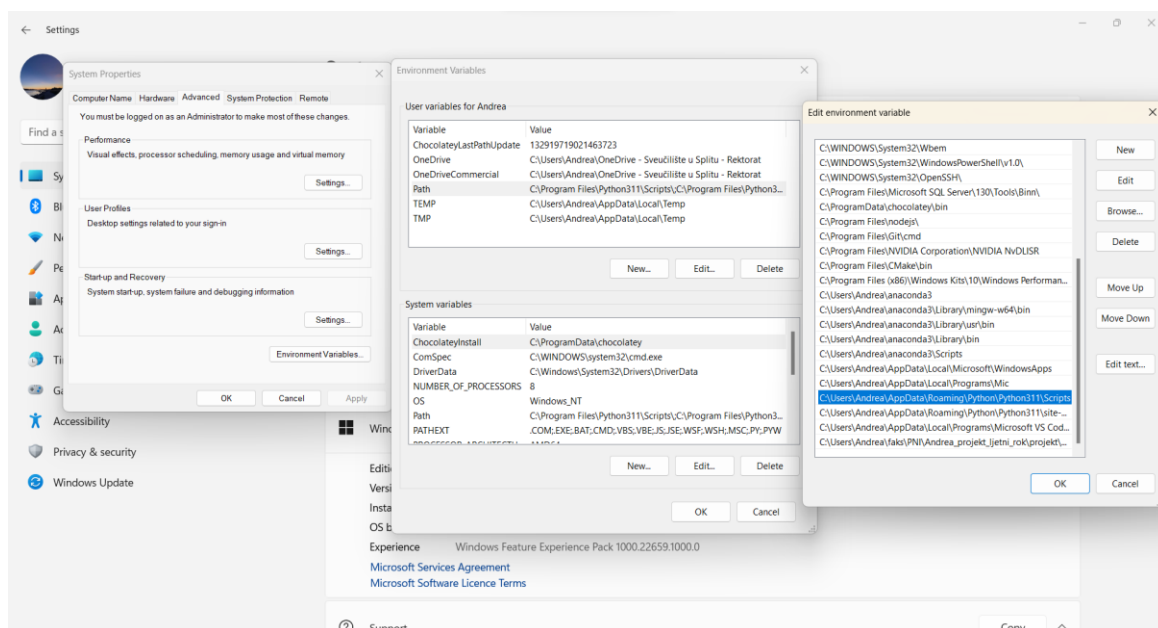 Settings
System Properties
Computer Name Hardware Advanced System Protection Remote
You must be logged on as an Administrator to make most of these changes.
Performance
Visual effects, processor scheduling, memory usage and virtual memory
Settings...
User Profiles
Desktop settings related to your sign-in
Settings...
Start-up and Recovery
System start-up, system failure and debugging information
Settings...
Environment Variables...
OK Cancel Apply
Find a s
Sy
Bl
Ne
Pe
Ap
Ac
Ti
Ga
Accessibility
Privacy & security
Windows Update
Environment Variables
User variables for Andrea
Variable Value
ChocolateyLastPathUpdate 132919719021463723
OneDrive C:\Users\Andrea\OneDrive - Sveučilište u Splitu - Rektorat
OneDriveCommercial C:\Users\Andrea\OneDrive - Sveučilište u Splitu - Rektorat
Path C:\Program Files\Python311\Scripts\;C:\Program Files\Python3...
TEMP C:\Users\Andrea\AppData\Local\Temp
TMP C:\Users\Andrea\AppData\Local\Temp
New... Edit... Delete
System variables
Variable Value
ChocolateyInstall C:\ProgramData\chocolatey
ComSpec C:\WINDOWS\system32\cmd.exe
DriverData C:\Windows\System32\Drivers\DriverData
NUMBER_OF_PROCESSORS 8
OS Windows_NT
Path C:\Program Files\Python311\Scripts\;C:\Program Files\Python3...
PATHEXT .COM;.EXE;.BAT;.CMD;.VBS;.VBE;.JS;.JSE;.WSF;.WSH;.MSC;.PY;.PYW
New... Edit... Delete
OK Cancel
Edit environment variable
C:\WINDOWS\System32\Wbem
C:\WINDOWS\System32\WindowsPowerShell\v1.0\
C:\WINDOWS\System32\OpenSSH\
C:\Program Files\Microsoft SQL Server\130\Tools\Binn\
C:\ProgramData\chocolatey\bin
C:\Program Files\nodejs\
C:\Program Files\Git\cmd
C:\Program Files\NVIDIA Corporation\NVIDIA NvDLISR
C:\Program Files\CMake\bin
C:\Program Files (x86)\Windows Kits\10\Windows Performan...
C:\Users\Andrea\anaconda3
C:\Users\Andrea\anaconda3\Library\mingw-w64\bin
C:\Users\Andrea\anaconda3\Library\usr\bin
C:\Users\Andrea\anaconda3\Library\bin
C:\Users\Andrea\anaconda3\Scripts
C:\Users\Andrea\AppData\Local\Microsoft\WindowsApps
C:\Users\Andrea\AppData\Local\Programs\Mic
C:\Users\Andrea\AppData\Roaming\Python\Python311\Scripts
C:\Users\Andrea\AppData\Roaming\Python\Python311\site-...
C:\Users\Andrea\AppData\Local\Programs\Microsoft VS Cod...
C:\Users\Andrea\faks\PNI\Andrea_projekt_ljetni_rok\projekt\...
New
Edit
Browse...
Delete
Move Up
Move Down
Edit text...
OK Cancel
Wind
Editi
Versi
Insta
OS b
Experience Windows Feature Experience Pack 1000.22659.1000.0
Microsoft Services Agreement
Microsoft Software Licence Terms
Support
Copy